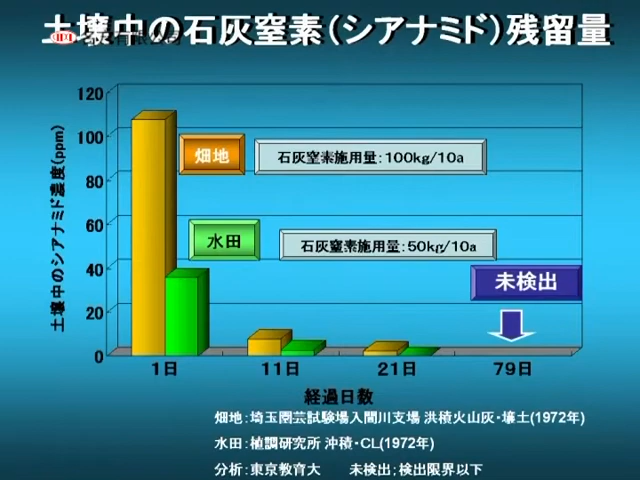 土壌中の石灰窒素（シアナミド）残留量
土壌中のシアナミド濃度(ppm)
120
100
80
60
40
20
0
畑地
石灰窒素施用量：100kg/10a
水田
石灰窒素施用量：50kg/10a
未検出
1日
11日
21日
79日
経過日数
畑地：埼玉園芸試験場入間川支場 洪積火山灰・壌土(1972年)
水田：植調研究所 沖積・CL(1972年)
分析：東京教育大 未検出；検出限界以下